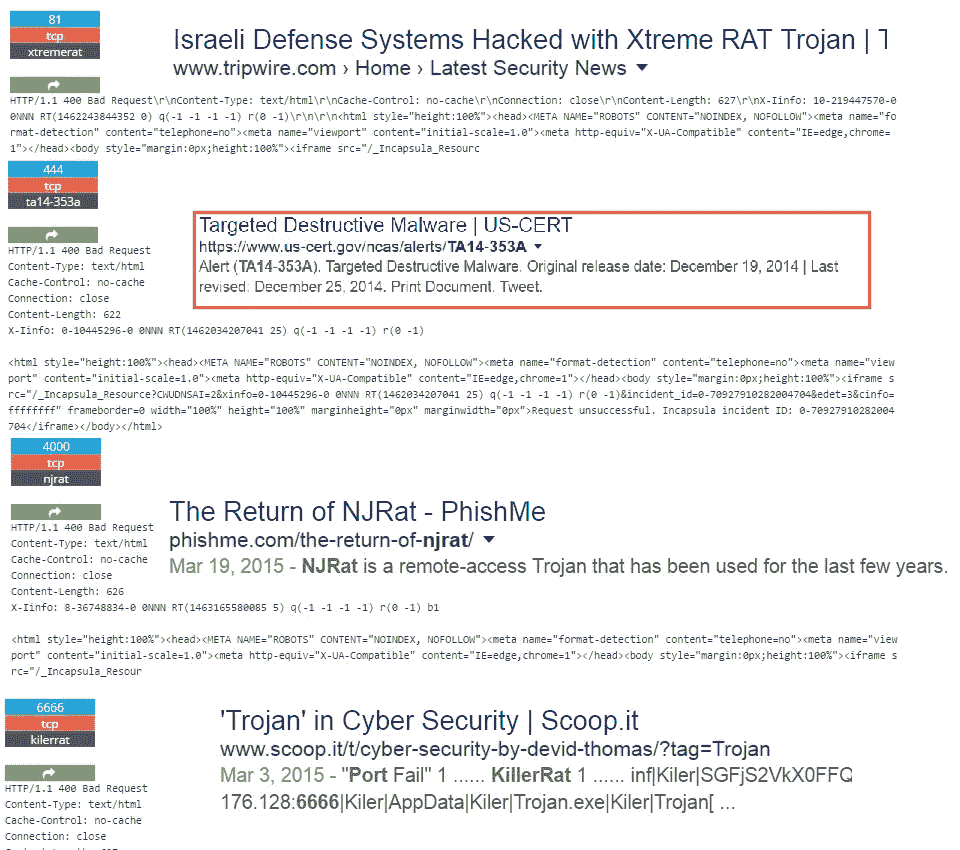 81
tcp
xtremerat
Israeli Defense Systems Hacked with Xtreme RAT Trojan | T
www.tripwire.com › Home › Latest Security News
HTTP/1.1 400 Bad Request\r\nContent-Type: text/html\r\nCache-Control: no-cache\r\nConnection: close\r\nContent-Length: 627\r\nX-Iinfo: 10-219447570-0
0NNN RT(1462243844352 0) q(-1 -1 -1 -1) r(0 -1)\r\n\r\n<html style="height:100%"><head><META NAME="ROBOTS" CONTENT="NOINDEX, NOFOLLOW"><meta name="fo
rmat-detection" content="telephone=no"><meta name="viewport" content="initial-scale=1.0"><meta http-equiv="X-UA-Compatible" content="IE=edge,chrome=
1"></head><body style="margin:0px;height:100%"><iframe src="/_Incapsula_Resourc
444
tcp
ta14-353a
Targeted Destructive Malware | US-CERT
https://www.us-cert.gov/ncas/alerts/TA14-353A
Alert (TA14-353A). Targeted Destructive Malware. Original release date: December 19, 2014 | Last
revised: December 25, 2014. Print Document. Tweet.
HTTP/1.1 400 Bad Request
Content-Type: text/html
Cache-Control: no-cache
Connection: close
Content-Length: 622
X-Iinfo: 0-10445296-0 0NNN RT(1462034207041 25) q(-1 -1 -1 -1) r(0 -1)
<html style="height:100%"><head><META NAME="ROBOTS" CONTENT="NOINDEX, NOFOLLOW"><meta name="format-detection" content="telephone=no"><meta name="view
port" content="initial-scale=1.0"><meta http-equiv="X-UA-Compatible" content="IE=edge,chrome=1"></head><body style="margin:0px;height:100%"><iframe s
rc="/_Incapsula_Resource?CWUDNSAI=2&xinfo=0-10445296-0 0NNN RT(1462034207041 25) q(-1 -1 -1 -1) r(0 -1)&incident_id=0-70927910282004704&edet=3&cinfo=
ffffffff" frameborder=0 width="100%" height="100%" marginheight="0px" marginwidth="0px">Request unsuccessful. Incapsula incident ID: 0-70927910282004
704</iframe></body></html>
4000
tcp
njrat
The Return of NJRat - PhishMe
phishme.com/the-return-of-njrat/
Mar 19, 2015 - NJRat is a remote-access Trojan that has been used for the last few years.
HTTP/1.1 400 Bad Request
Content-Type: text/html
Cache-Control: no-cache
Connection: close
Content-Length: 626
X-Iinfo: 8-36748834-0 0NNN RT(1463165580085 5) q(-1 -1 -1 -1) r(0 -1) b1
<html style="height:100%"><head><META NAME="ROBOTS" CONTENT="NOINDEX, NOFOLLOW"><meta name="format-detection" content="telephone=no"><meta name="view
port" content="initial-scale=1.0"><meta http-equiv="X-UA-Compatible" content="IE=edge,chrome=1"></head><body style="margin:0px;height:100%"><iframe s
rc="/_Incapsula_Resour
6666
tcp
kilerrat
'Trojan' in Cyber Security | Scoop.it
www.scoop.it/t/cyber-security-by-devid-thomas/?tag=Trojan
Mar 3, 2015 - "Port Fail" 1 ...... KillerRat 1 ...... inf|Kiler|SGFjS2VkX0FFQ
176.128:6666|Kiler|AppData|Kiler|Trojan.exe|Kiler|Trojan[ ...
HTTP/1.1 400 Bad Request
Content-Type: text/html
Cache-Control: no-cache
Connection: close